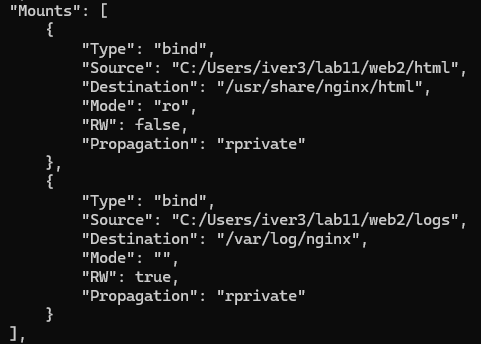 "Mounts": [
    {
        "Type": "bind",
        "Source": "C:/Users/iver3/lab11/web2/html",
        "Destination": "/usr/share/nginx/html",
        "Mode": "ro",
        "RW": false,
        "Propagation": "rprivate"
    },
    {
        "Type": "bind",
        "Source": "C:/Users/iver3/lab11/web2/logs",
        "Destination": "/var/log/nginx",
        "Mode": "",
        "RW": true,
        "Propagation": "rprivate"
    }
],